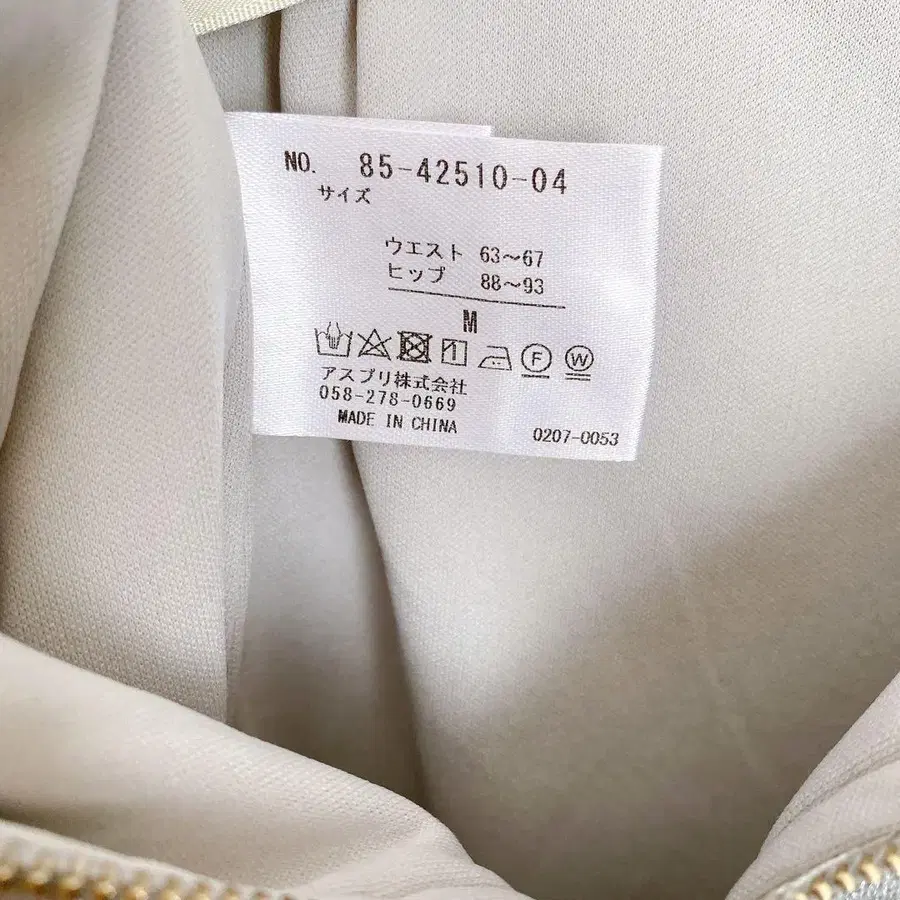 NO. 85-42510-04
サイズ
ウエスト 63～67
ヒップ 88～93
M
F W
アスプリ株式会社
058-278-0669
MADE IN CHINA
0207-0053